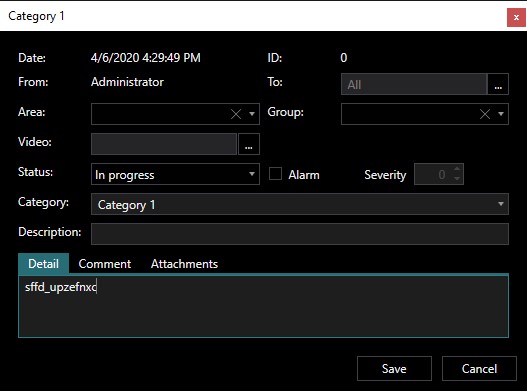 Category 1
x
Date: 4/6/2020 4:29:49 PM ID: 0
From: Administrator To: All ...
Area: Group:
Video: ...
Status: In progress Alarm Severity 0
Category: Category 1
Description:
Detail Comment Attachments
sffd_upzefnxc
Save Cancel